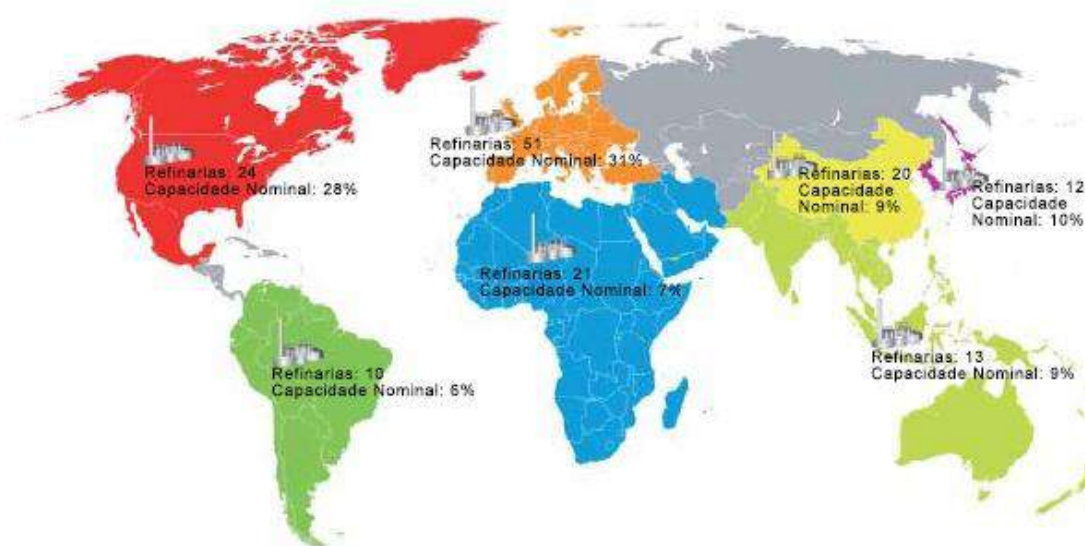 Refinarias: 51
Capacidade Nominal: 31%
Refinarias: 24
Capacidade Nominal: 28%
Refinarias: 20
Capacidade
Nominal: 9%
Refinarias: 12
Capacidade
Nominal: 10%
Refinarias: 21
Capacidade Nominal: 7%
Refinarias: 13
Capacidade Nominal: 9%
Refinarias: 10
Capacidade Nominal: 6%